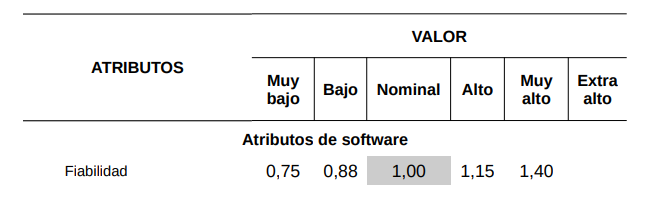 VALOR
ATRIBUTOS
Muy bajo Bajo Nominal Alto Muy alto Extra alto
Atributos de software
Fiabilidad 0,75 0,88 1,00 1,15 1,40